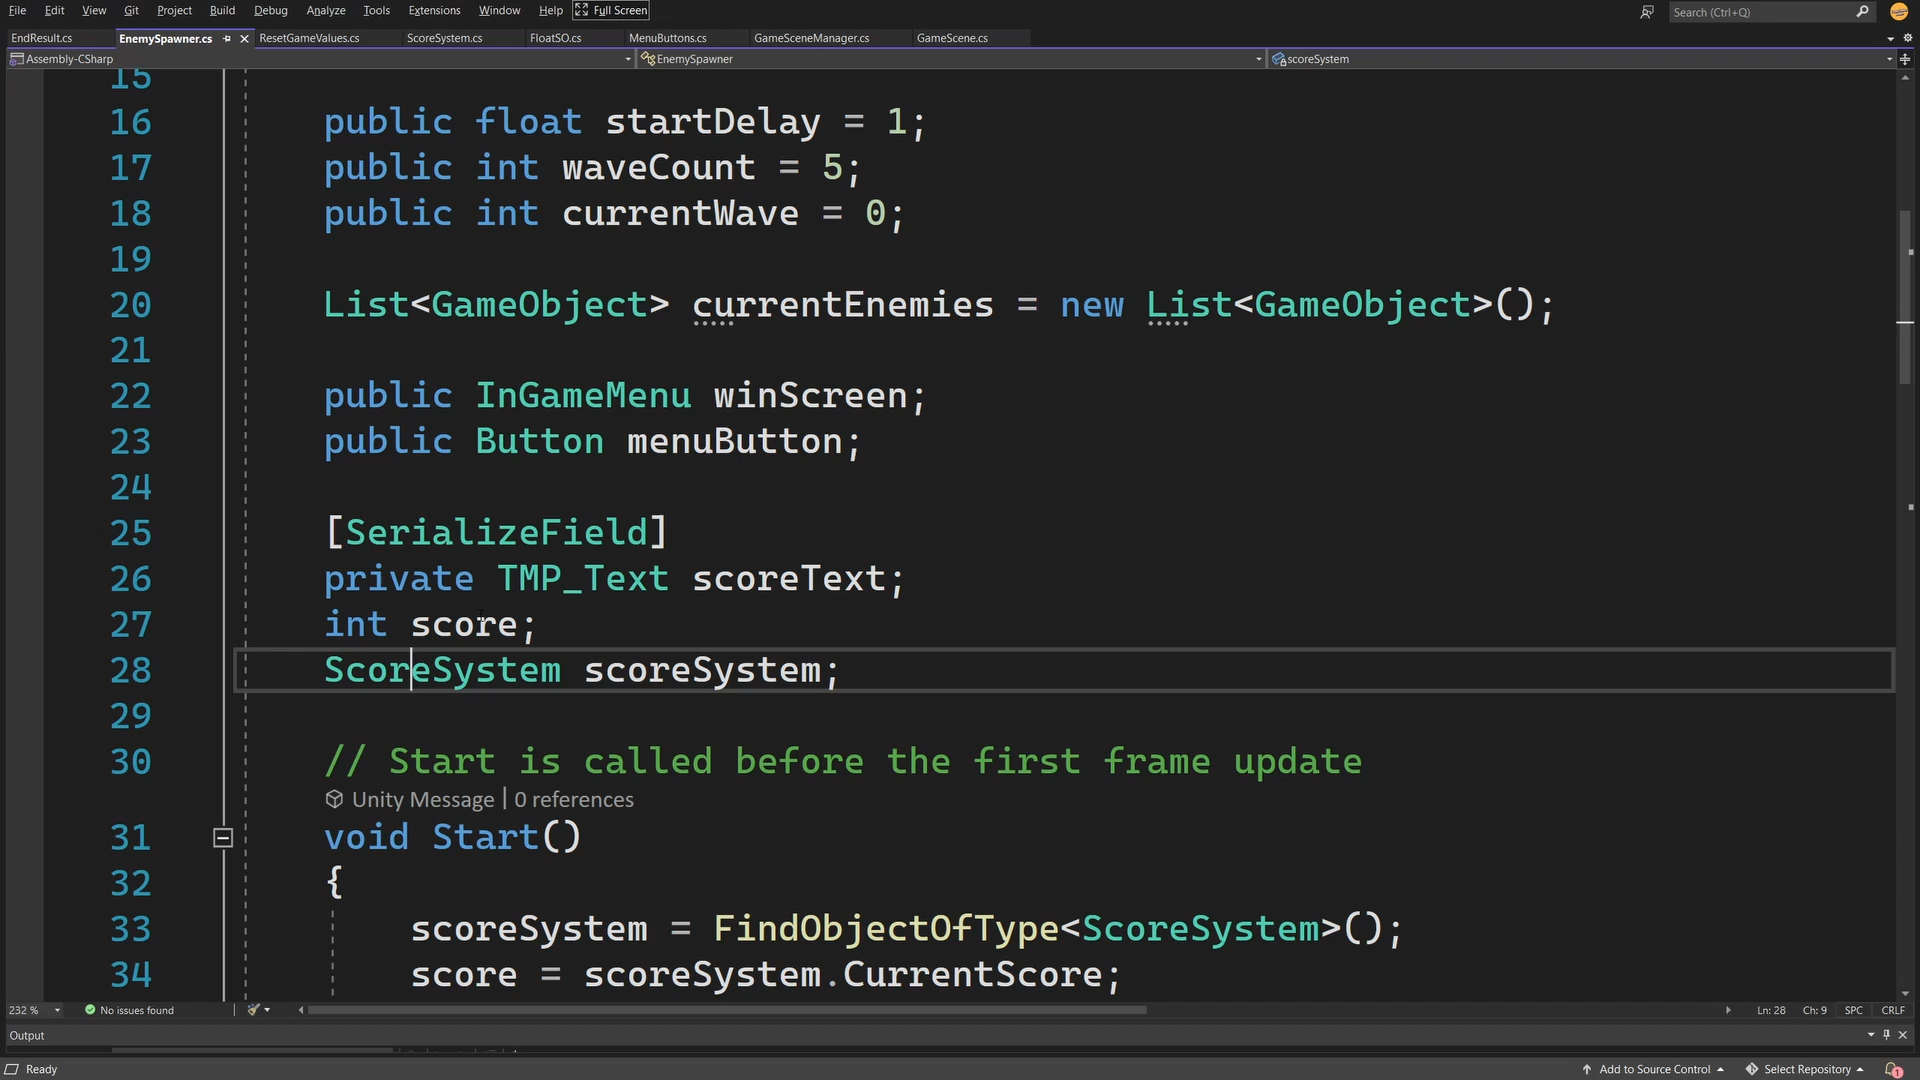 File Edit View Git Project Build Debug Analyze Tools Extensions Window Help Full Screen Search (Ctrl+Q)
EndResult.cs EnemySpawner.cs ResetGameValues.cs ScoreSystem.cs FloatSO.cs MenuButtons.cs GameSceneManager.cs GameScene.cs
Assembly-CSharp EnemySpawner scoreSystem
15
16 public float startDelay = 1;
17 public int waveCount = 5;
18 public int currentWave = 0;
19
20 List<GameObject> currentEnemies = new List<GameObject>();
21
22 public InGameMenu winScreen;
23 public Button menuButton;
24
25 [SerializeField]
26 private TMP_Text scoreText;
27 int score;
28 ScoreSystem scoreSystem;
29
30 // Start is called before the first frame update
Unity Message | 0 references
31 void Start()
32 {
33 scoreSystem = FindObjectOfType<ScoreSystem>();
34 score = scoreSystem.CurrentScore;
232 % No issues found Ln: 28 Ch: 9 SPC CRLF
Output
Ready Add to Source Control Select Repository 1